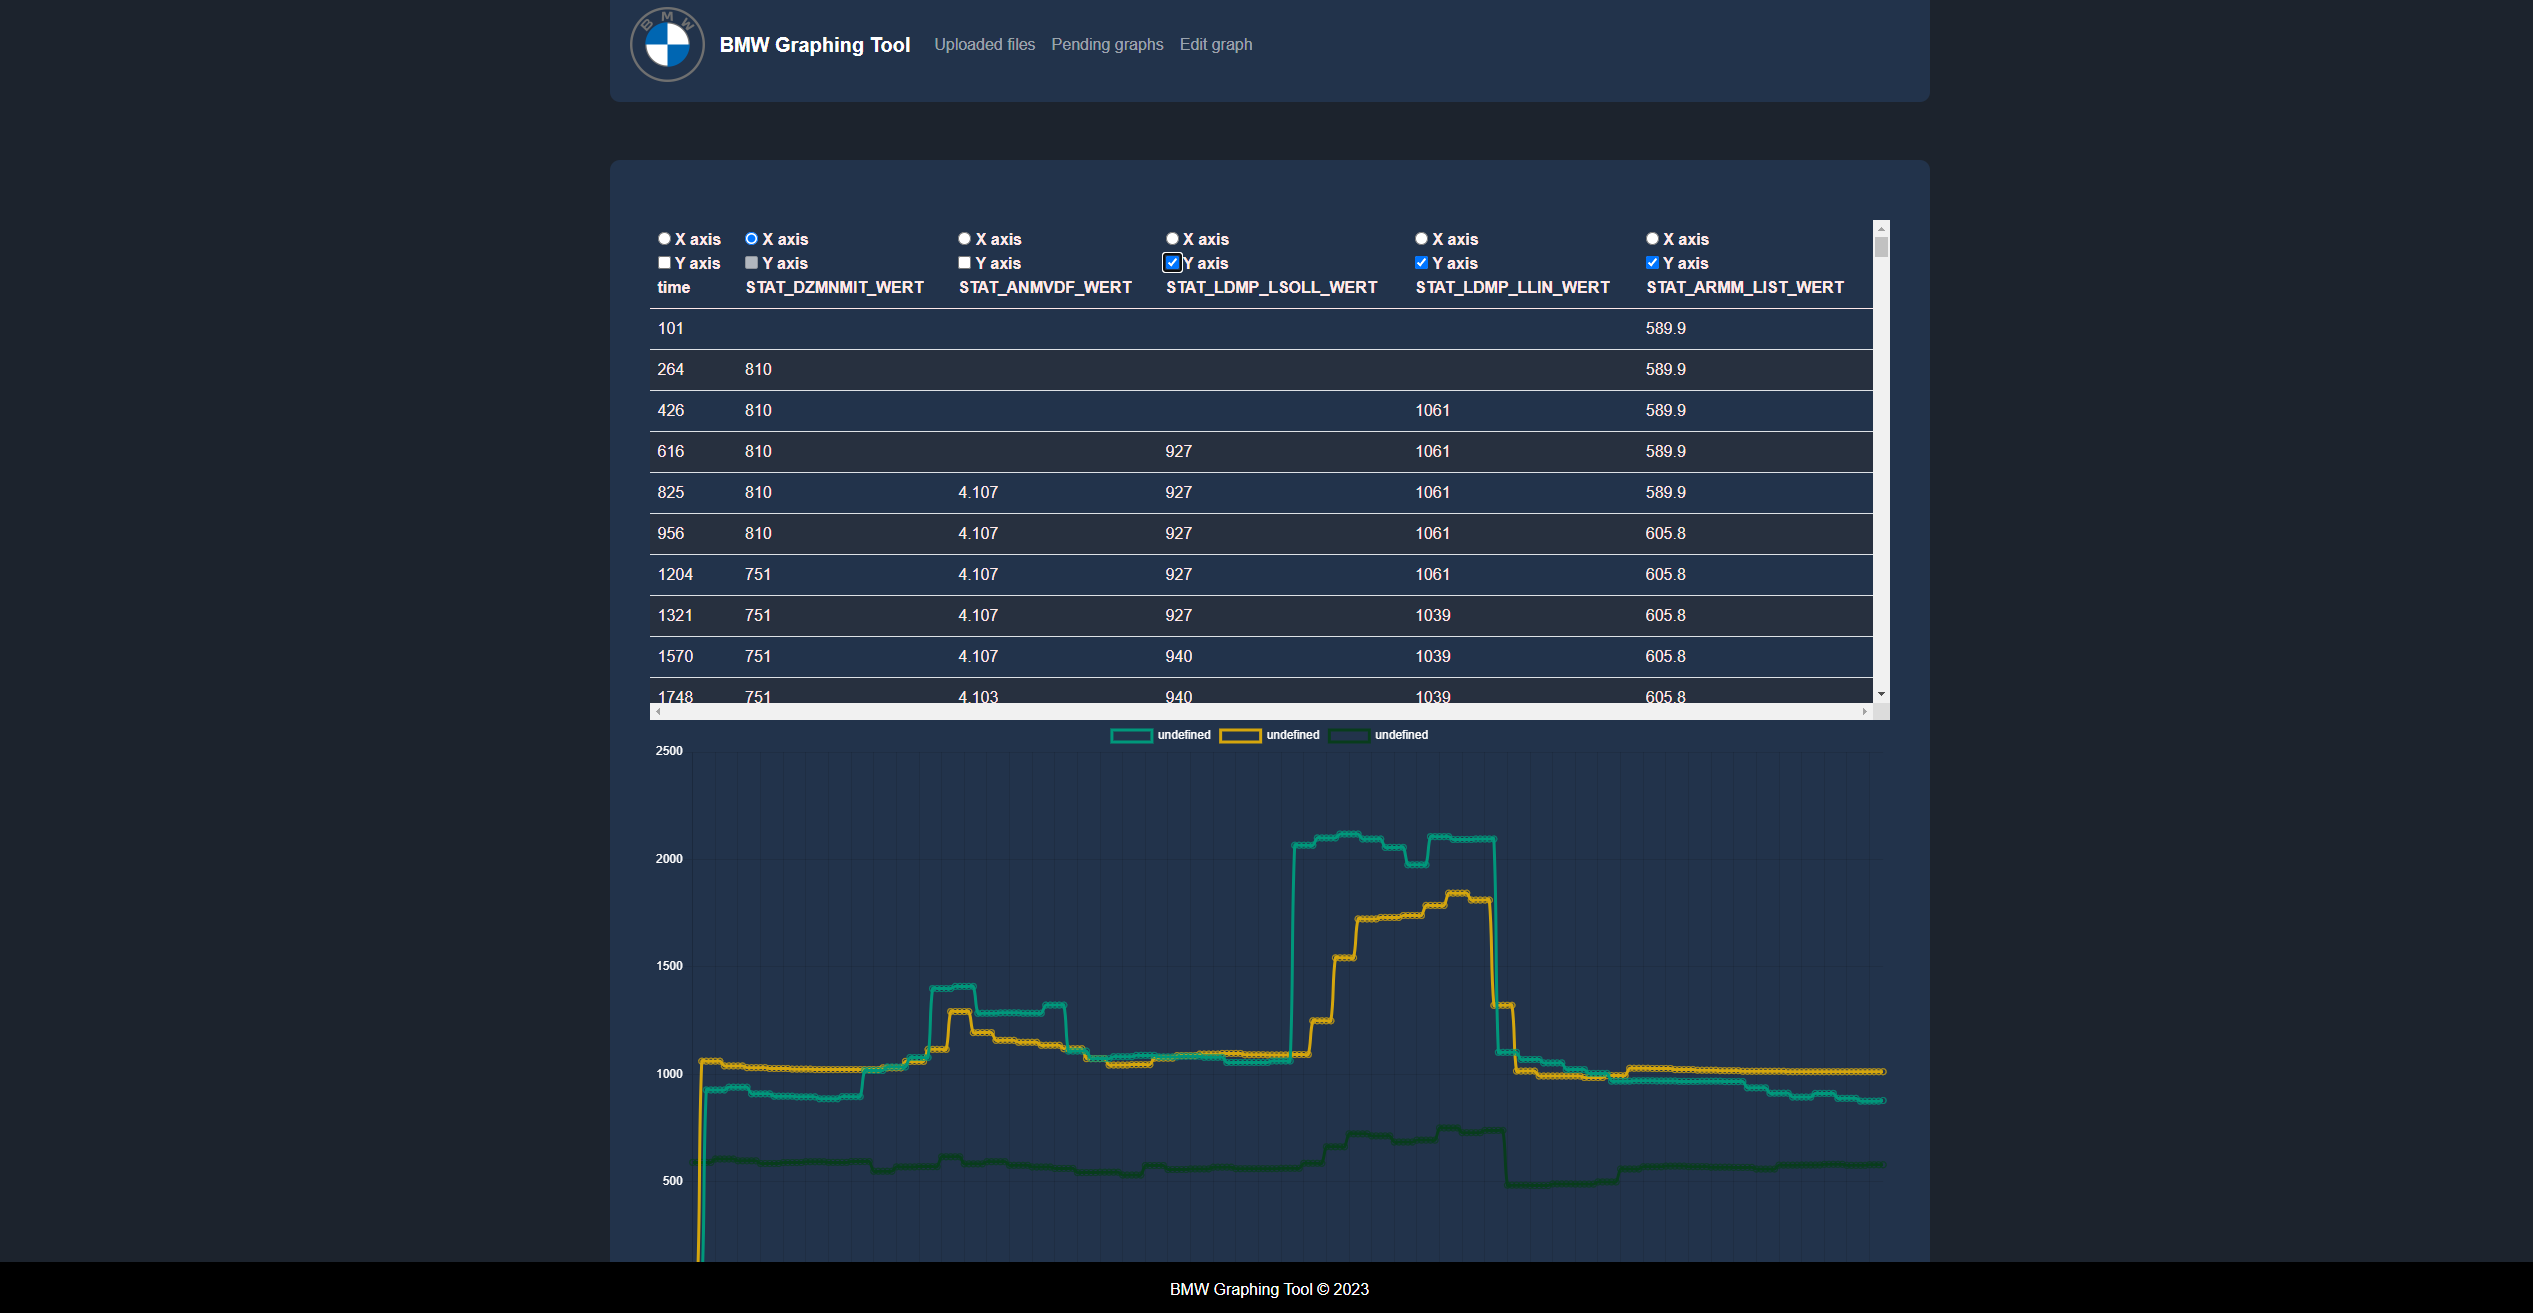 BMW
BMW Graphing Tool Uploaded files Pending graphs Edit graph
X axis X axis X axis X axis X axis X axis
Y axis Y axis Y axis Y axis Y axis Y axis
time STAT_DZMNMIT_WERT STAT_ANMVDF_WERT STAT_LDMP_LSOLL_WERT STAT_LDMP_LLIN_WERT STAT_ARMM_LIST_WERT
101 589.9
264 810 589.9
426 810 1061 589.9
616 810 927 1061 589.9
825 810 4.107 927 1061 589.9
956 810 4.107 927 1061 605.8
1204 751 4.107 927 1061 605.8
1321 751 4.107 927 1039 605.8
1570 751 4.107 940 1039 605.8
1748 751 4.103 940 1039 605.8
undefined undefined undefined
2500
2000
1500
1000
500
BMW Graphing Tool © 2023